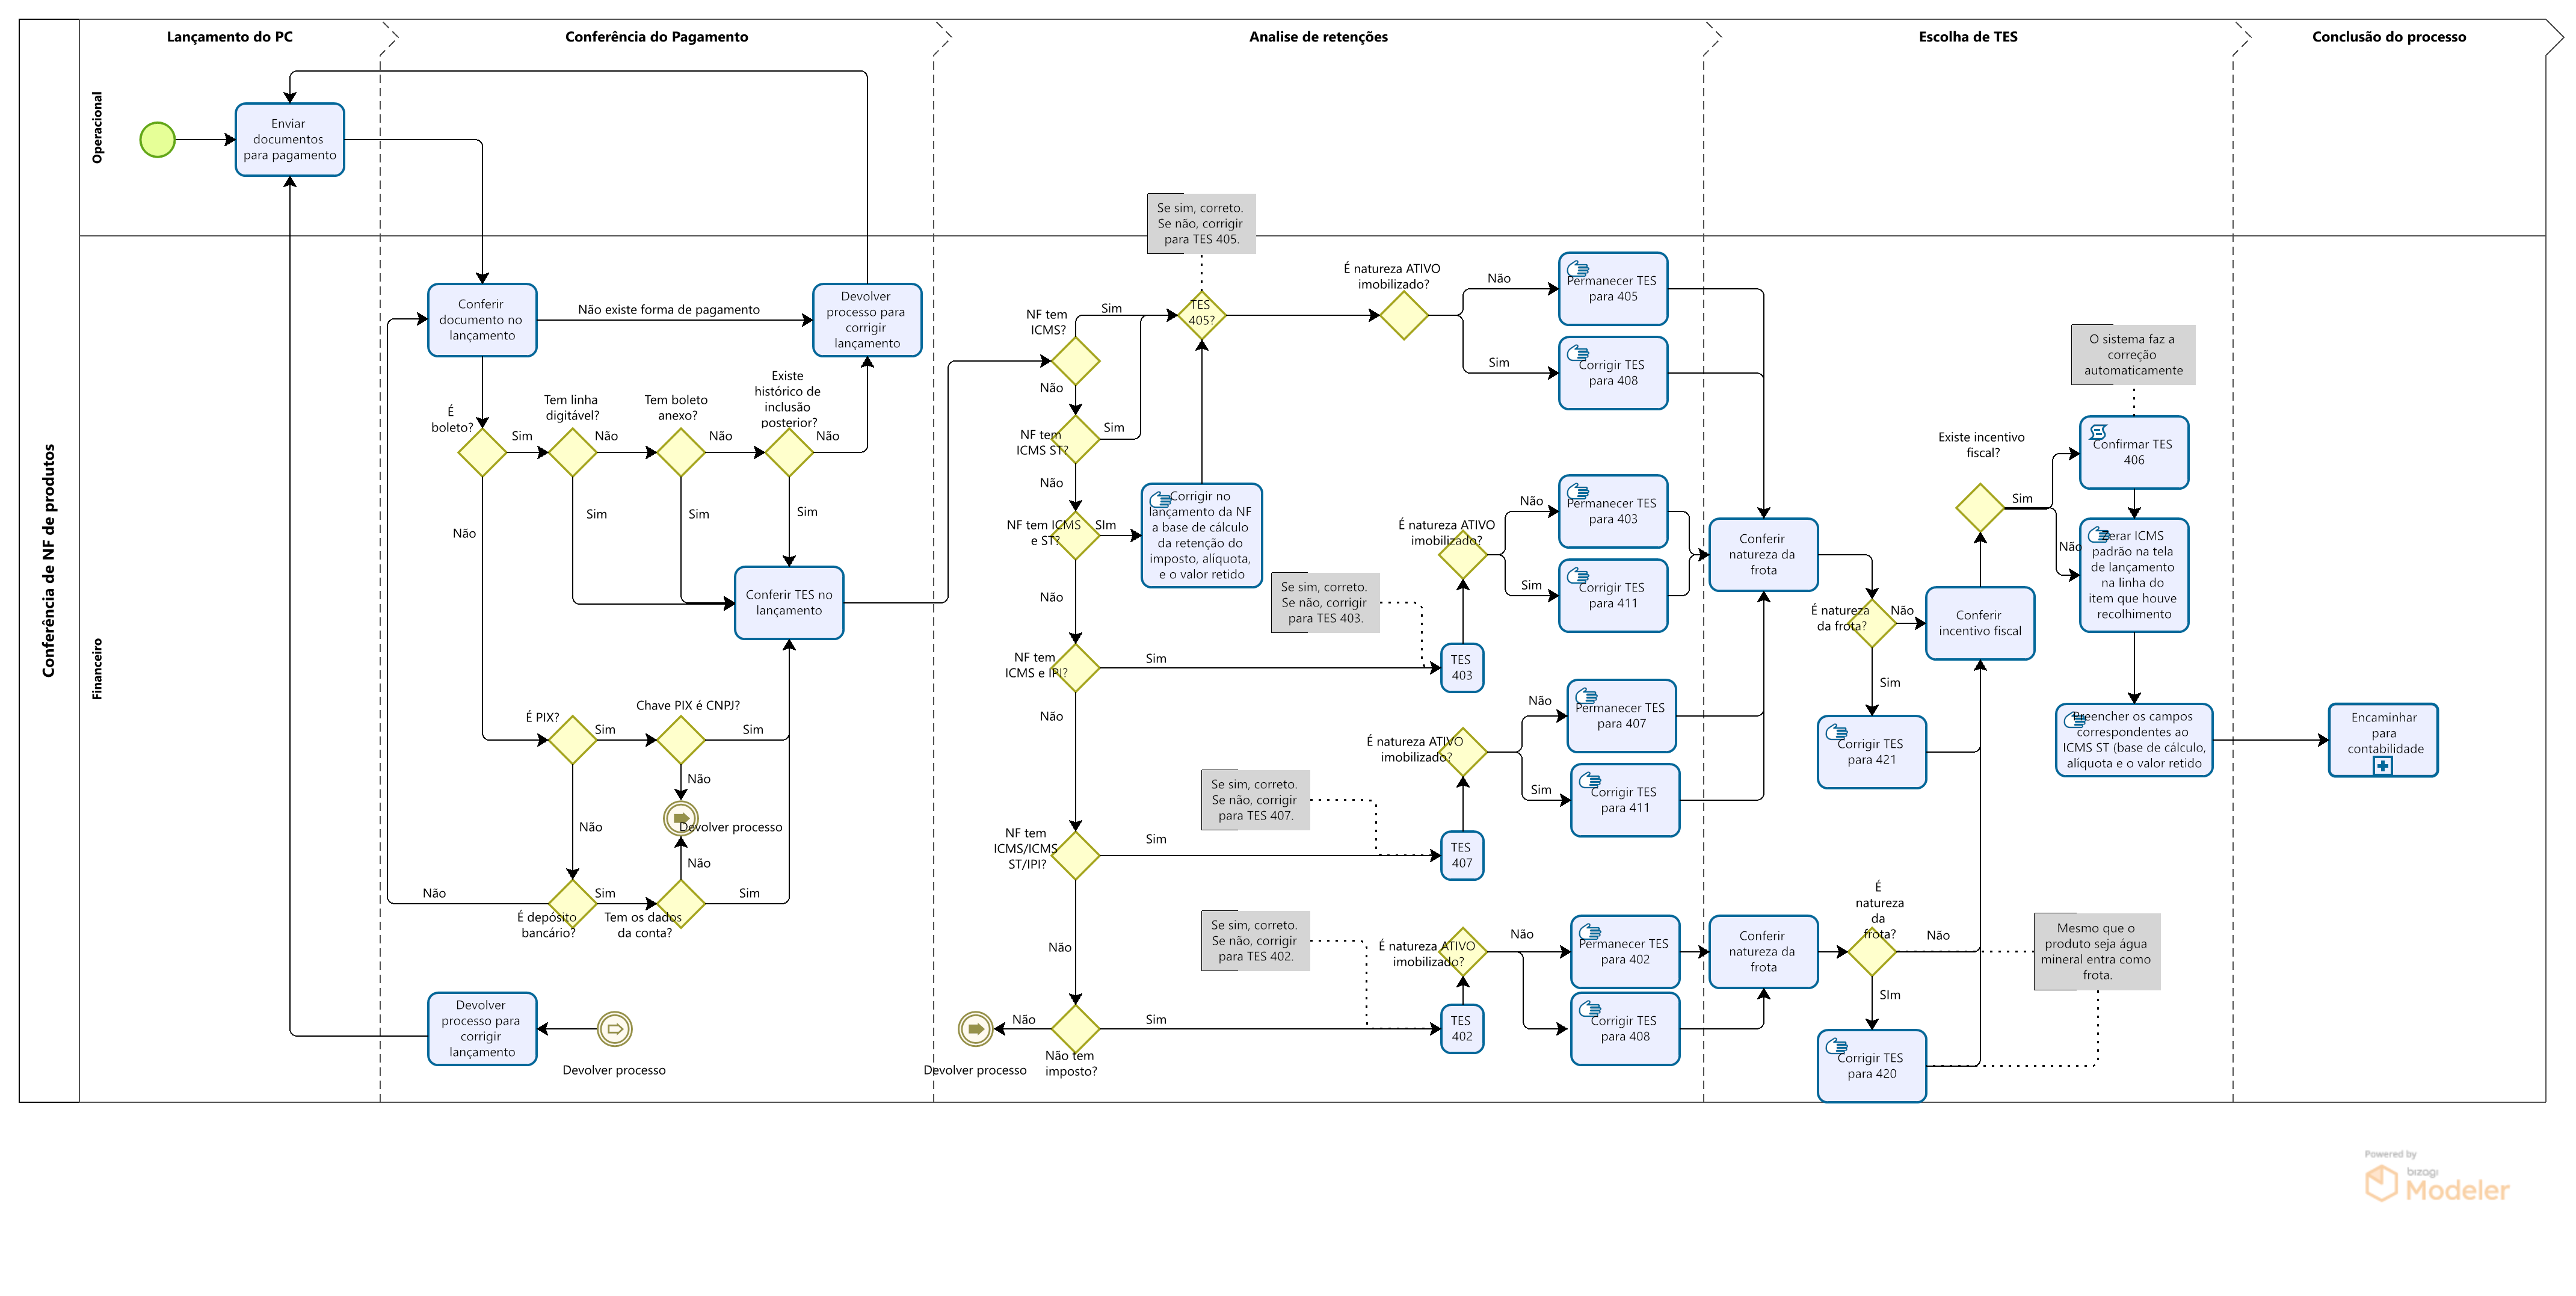 Lançamento do PC
Conferência do Pagamento
Analise de retenções
Escolha de TES
Conclusão do processo
Conferência de NF de produtos
Operacional
Financeiro
Enviar
documentos
para pagamento
Conferir
documento no
lançamento
Não existe forma de pagamento
Devolver
processo para
corrigir
lançamento
É
boleto?
Sim
Tem linha
digitável?
Não
Tem boleto
anexo?
Não
Existe
histórico de
inclusão
posterior?
Não
Não
Sim
Sim
Sim
Conferir TES no
lançamento
É PIX?
Sim
Chave PIX é CNPJ?
Sim
Não
Não
Devolver processo
Não
Não
É depósito
bancário?
Sim
Tem os dados
da conta?
Sim
Devolver
processo para
corrigir
lançamento
Devolver processo
Se sim, correto.
Se não, corrigir
para TES 405.
NF tem
ICMS?
Sim
TES
405?
Não
NF tem
ICMS ST?
Sim
Não
NF tem ICMS
e ST?
SIm
Corrigir no
lançamento da NF
a base de cálculo
da retenção do
imposto, alíquota,
e o valor retido
Não
NF tem
ICMS e IPI?
Sim
Não
NF tem
ICMS/ICMS
ST/IPI?
Sim
Não
Não tem
imposto?
Não
Sim
Devolver processo
É natureza ATIVO
imobilizado?
Não
Permanecer TES
para 405
Sim
Corrigir TES
para 408
Se sim, correto.
Se não, corrigir
para TES 403.
TES
403
É natureza ATIVO
imobilizado?
Não
Permanecer TES
para 403
Sim
Corrigir TES
para 411
Se sim, correto.
Se não, corrigir
para TES 407.
TES
407
É natureza ATIVO
imobilizado?
Não
Permanecer TES
para 407
Sim
Corrigir TES
para 411
Se sim, correto.
Se não, corrigir
para TES 402.
TES
402
É natureza ATIVO
imobilizado?
Não
Permanecer TES
para 402
Corrigir TES
para 408
Conferir
natureza da
frota
É natureza
da frota?
Não
Sim
Corrigir TES
para 421
Conferir
incentivo fiscal
Existe incentivo
fiscal?
Sim
Não
O sistema faz a
correção
automaticamente
Confirmar TES
406
Zerar ICMS
padrão na tela
de lançamento
na linha do
item que houve
recolhimento
Preencher os campos
correspondentes ao
ICMS ST (base de cálculo,
alíquota e o valor retido
Conferir
natureza da
frota
É
natureza
da
frota?
Não
SIm
Corrigir TES
para 420
Mesmo que o
produto seja água
mineral entra como
frota.
Encaminhar
para
contabilidade
Powered by
bizagi
Modeler